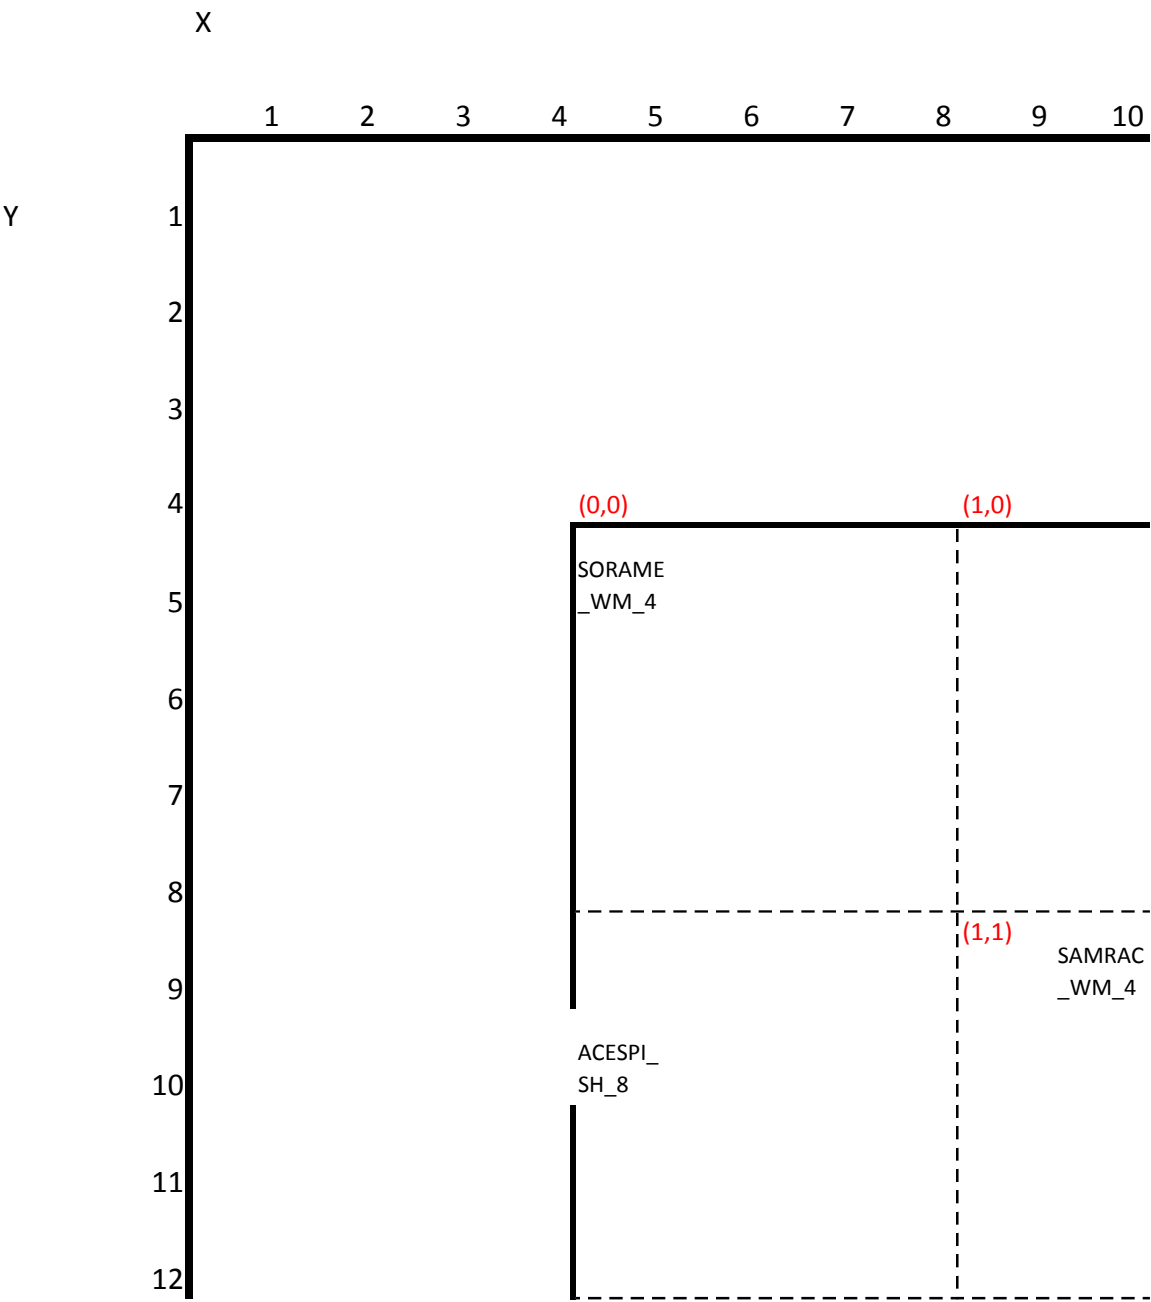 X
1 2 3 4 5 6 7 8 9 10
Y 1
2
3
4 (0,0) (1,0)
SORAME
5 _WM_4
6
7
8
(1,1)
SAMRAC
9 _WM_4
ACESPI_
10 SH_8
11
12